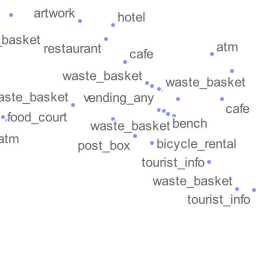 artwork
hotel
_basket
restaurant
cafe
atm
waste_basket
waste_basket
aste_basket
vending_any
cafe
food_court
waste_basket
bench
atm
post_box
bicycle_rental
tourist_info
waste_basket
tourist_info